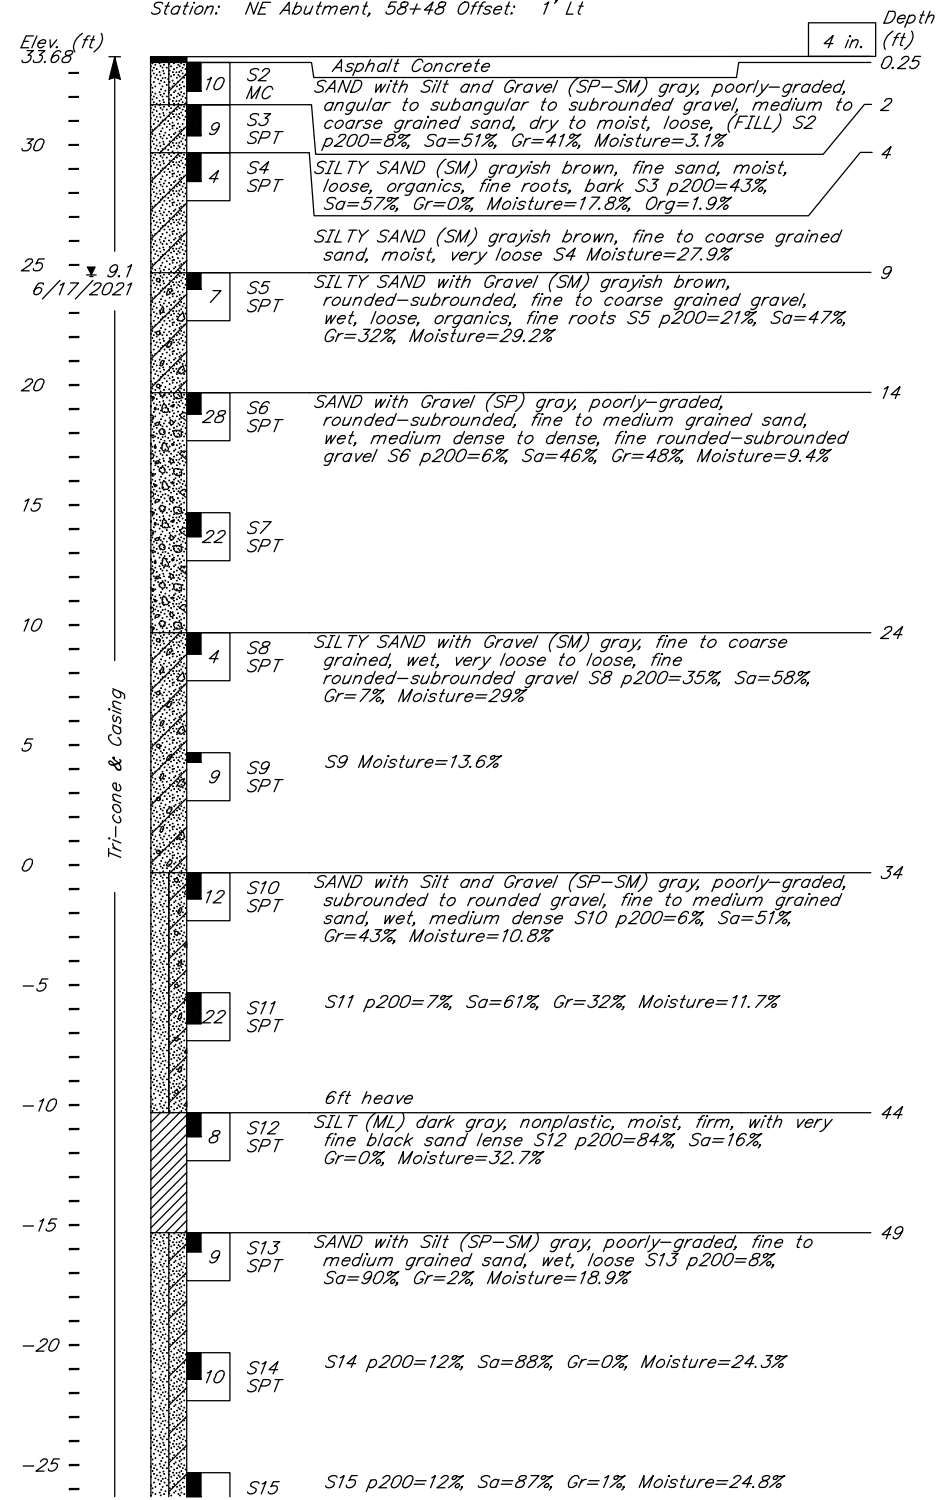 Station: NE Abutment, 58+48 Offset: 1' Lt
Depth
Elev. (ft)
4 in.
(ft)
33.68
Asphalt Concrete
0.25
10
S2
MC
SAND with Silt and Gravel (SP-SM) gray, poorly-graded,
angular to subangular to subrounded gravel, medium to
coarse grained sand, dry to moist, loose, (FILL) S2
p200=8%, Sa=51%, Gr=41%, Moisture=3.1%
2
9
S3
SPT
30
4
4
S4
SPT
SILTY SAND (SM) grayish brown, fine sand, moist,
loose, organics, fine roots, bark S3 p200=43%,
Sa=57%, Gr=0%, Moisture=17.8%, Org=1.9%
SILTY SAND (SM) grayish brown, fine to coarse grained
sand, moist, very loose S4 Moisture=27.9%
25
9.1
6/17/2021
9
7
S5
SPT
SILTY SAND with Gravel (SM) grayish brown,
rounded-subrounded, fine to coarse grained gravel,
wet, loose, organics, fine roots S5 p200=21%, Sa=47%,
Gr=32%, Moisture=29.2%
20
14
28
S6
SPT
SAND with Gravel (SP) gray, poorly-graded,
rounded-subrounded, fine to medium grained sand,
wet, medium dense to dense, fine rounded-subrounded
gravel S6 p200=6%, Sa=46%, Gr=48%, Moisture=9.4%
15
22
S7
SPT
10
24
4
S8
SPT
SILTY SAND with Gravel (SM) gray, fine to coarse
grained, wet, very loose to loose, fine
rounded-subrounded gravel S8 p200=35%, Sa=58%,
Gr=7%, Moisture=29%
Tri-cone & Casing
5
9
S9
SPT
S9 Moisture=13.6%
0
34
12
S10
SPT
SAND with Silt and Gravel (SP-SM) gray, poorly-graded,
subrounded to rounded gravel, fine to medium grained
sand, wet, medium dense S10 p200=6%, Sa=51%,
Gr=43%, Moisture=10.8%
-5
22
S11
SPT
S11 p200=7%, Sa=61%, Gr=32%, Moisture=11.7%
6ft heave
-10
44
8
S12
SPT
SILT (ML) dark gray, nonplastic, moist, firm, with very
fine black sand lense S12 p200=84%, Sa=16%,
Gr=0%, Moisture=32.7%
-15
49
9
S13
SPT
SAND with Silt (SP-SM) gray, poorly-graded, fine to
medium grained sand, wet, loose S13 p200=8%,
Sa=90%, Gr=2%, Moisture=18.9%
-20
10
S14
SPT
S14 p200=12%, Sa=88%, Gr=0%, Moisture=24.3%
-25
S15
S15 p200=12%, Sa=87%, Gr=1%, Moisture=24.8%